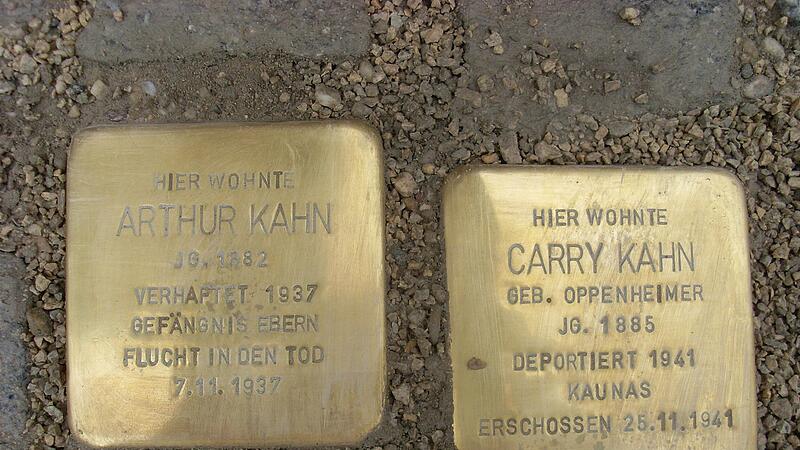 HIER WOHNTE
ARTHUR KAHN
JG. 1882
VERHAFTET 1937
GEFÄNGNIS EBERN
FLUCHT IN DEN TOD
7.11.1937
HIER WOHNTE
CARRY KAHN
GEB. OPPENHEIMER
JG. 1885
DEPORTIERT 1941
KAUNAS
ERSCHOSSEN 25.11.1941